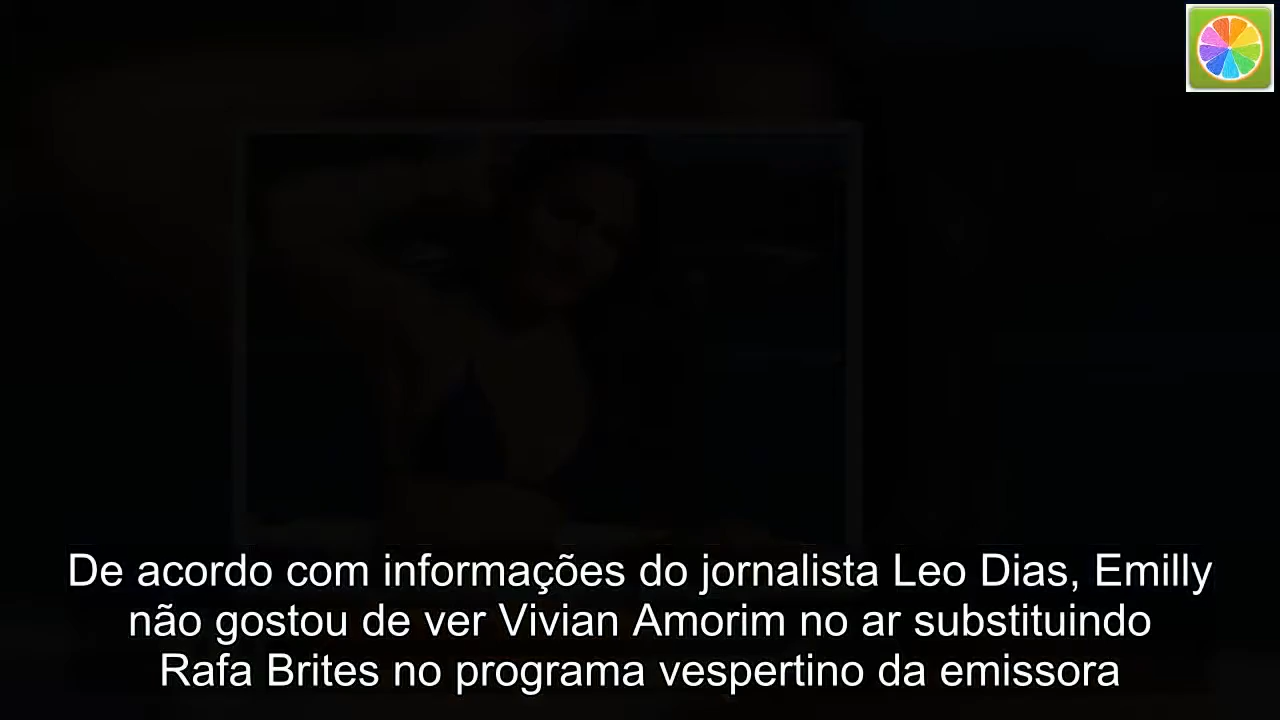 De acordo com informações do jornalista Leo Dias, Emilly
não gostou de ver Vivian Amorim no ar substituindo
Rafa Brites no programa vespertino da emissora